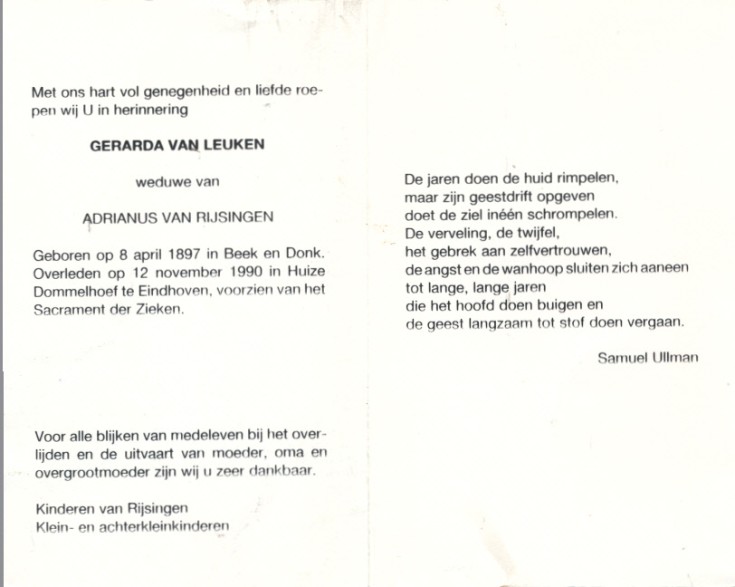 Met ons hart vol genegenheid en liefde roe-
pen wij U in herinnering
GERARDA VAN LEUKEN
weduwe van
ADRIANUS VAN RIJSINGEN
Geboren op 8 april 1897 in Beek en Donk.
Overleden op 12 november 1990 in Huize
Dommelhoef te Eindhoven, voorzien van het
Sacrament der Zieken.
Voor alle blijken van medeleven bij het over-
lijden en de uitvaart van moeder, oma en
overgrootmoeder zijn wij u zeer dankbaar.
Kinderen van Rijsingen
Klein- en achterkleinkinderen
De jaren doen de huid rimpelen,
maar zijn geestdrift opgeven
doet de ziel inéén schrompelen.
De verveling, de twijfel,
het gebrek aan zelfvertrouwen,
de angst en de wanhoop sluiten zich aaneen
tot lange, lange jaren
die het hoofd doen buigen en
de geest langzaam tot stof doen vergaan.
Samuel Ullman